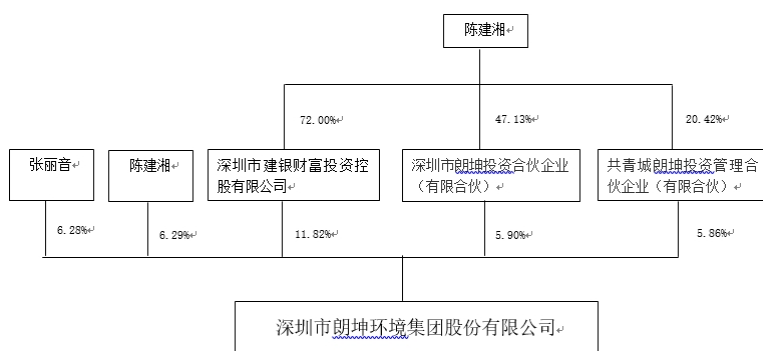 陈建湘
72.00%
47.13%
20.42%
张丽音
陈建湘
深圳市建银财富投资控
股有限公司
深圳市朗坤投资合伙企业
（有限合伙）
共青城朗坤投资管理合
伙企业（有限合伙）
6.28%
6.29%
11.82%
5.90%
5.86%
深圳市朗坤环境集团股份有限公司